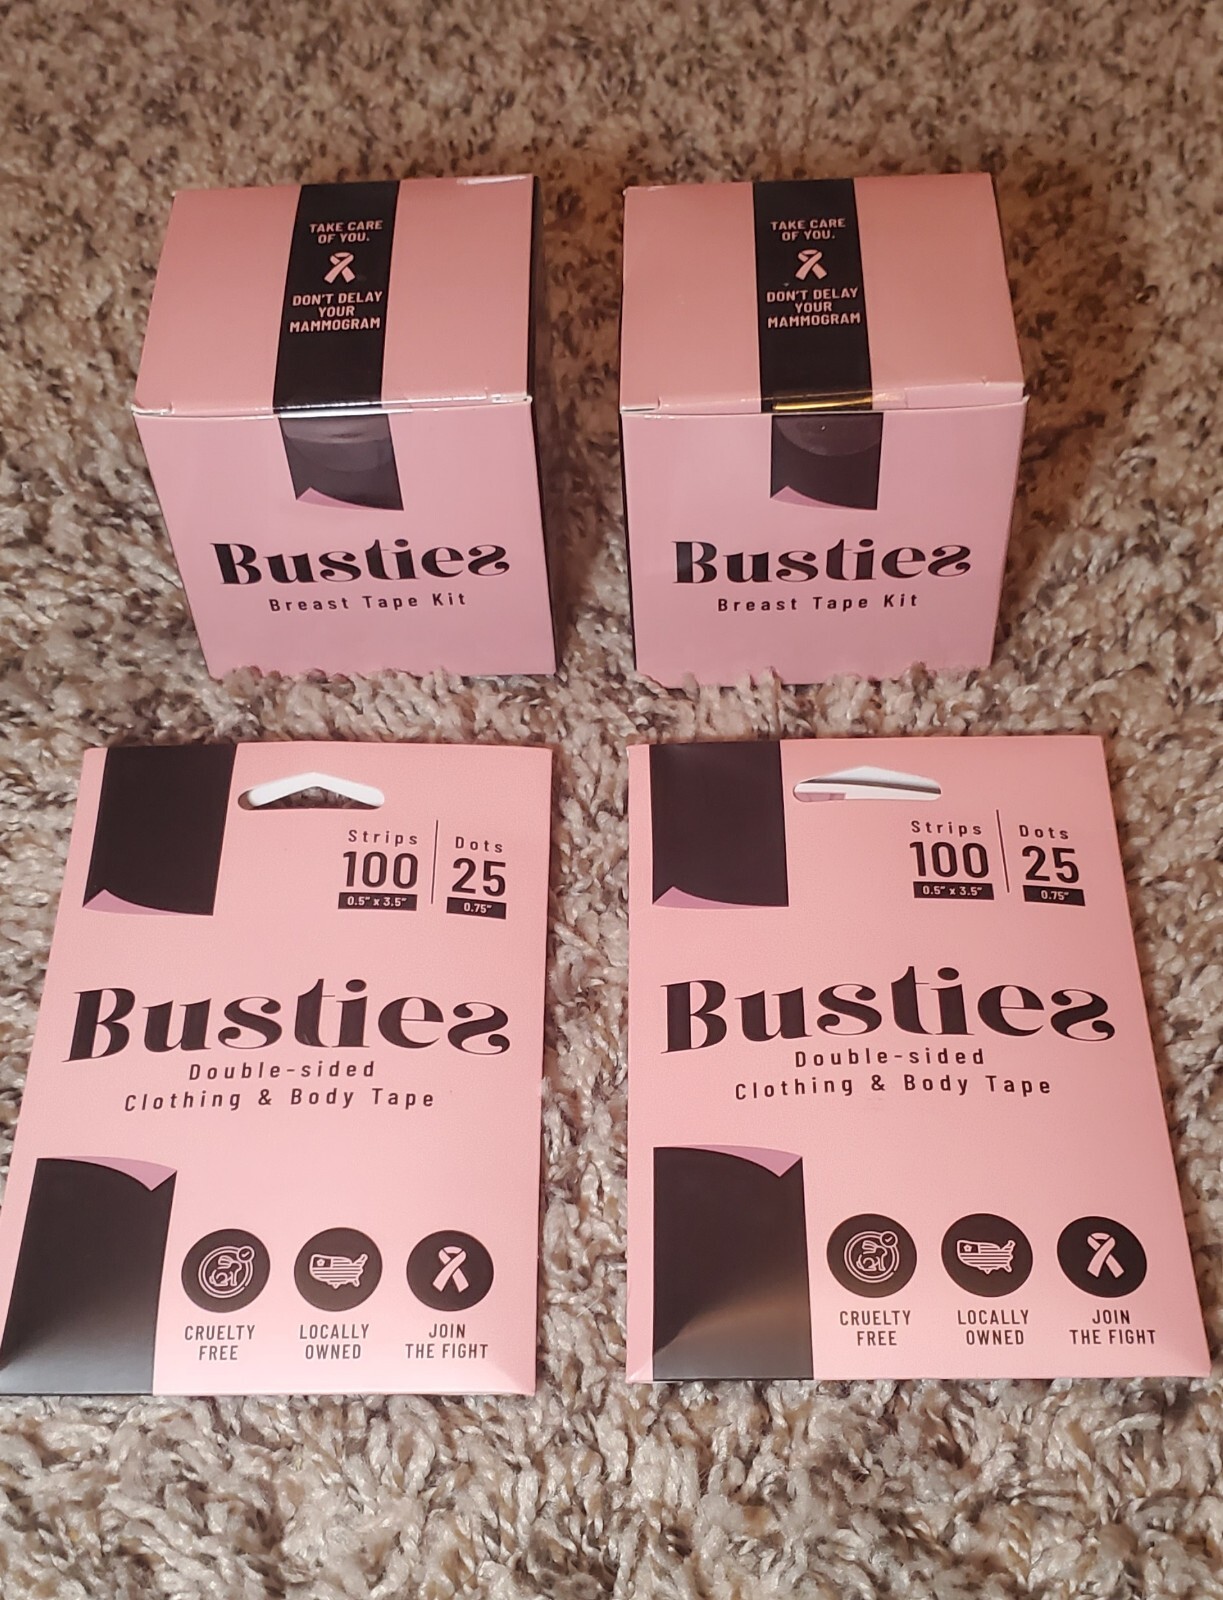 TAKE CARE
OF YOU.
DON'T DELAY
YOUR
MAMMOGRAM
Busties
Breast Tape Kit
TAKE CARE
OF YOU.
DON'T DELAY
YOUR
MAMMOGRAM
Busties
Breast Tape Kit
Strips
100
0.5" x 3.5"
Dots
25
0.75"
Busties
Double-sided
Clothing & Body Tape
CRUELTY
FREE
LOCALLY
OWNED
JOIN
THE FIGHT
Strips
100
0.5" x 3.5"
Dots
25
0.75"
Busties
Double-sided
Clothing & Body Tape
CRUELTY
FREE
LOCALLY
OWNED
JOIN
THE FIGHT